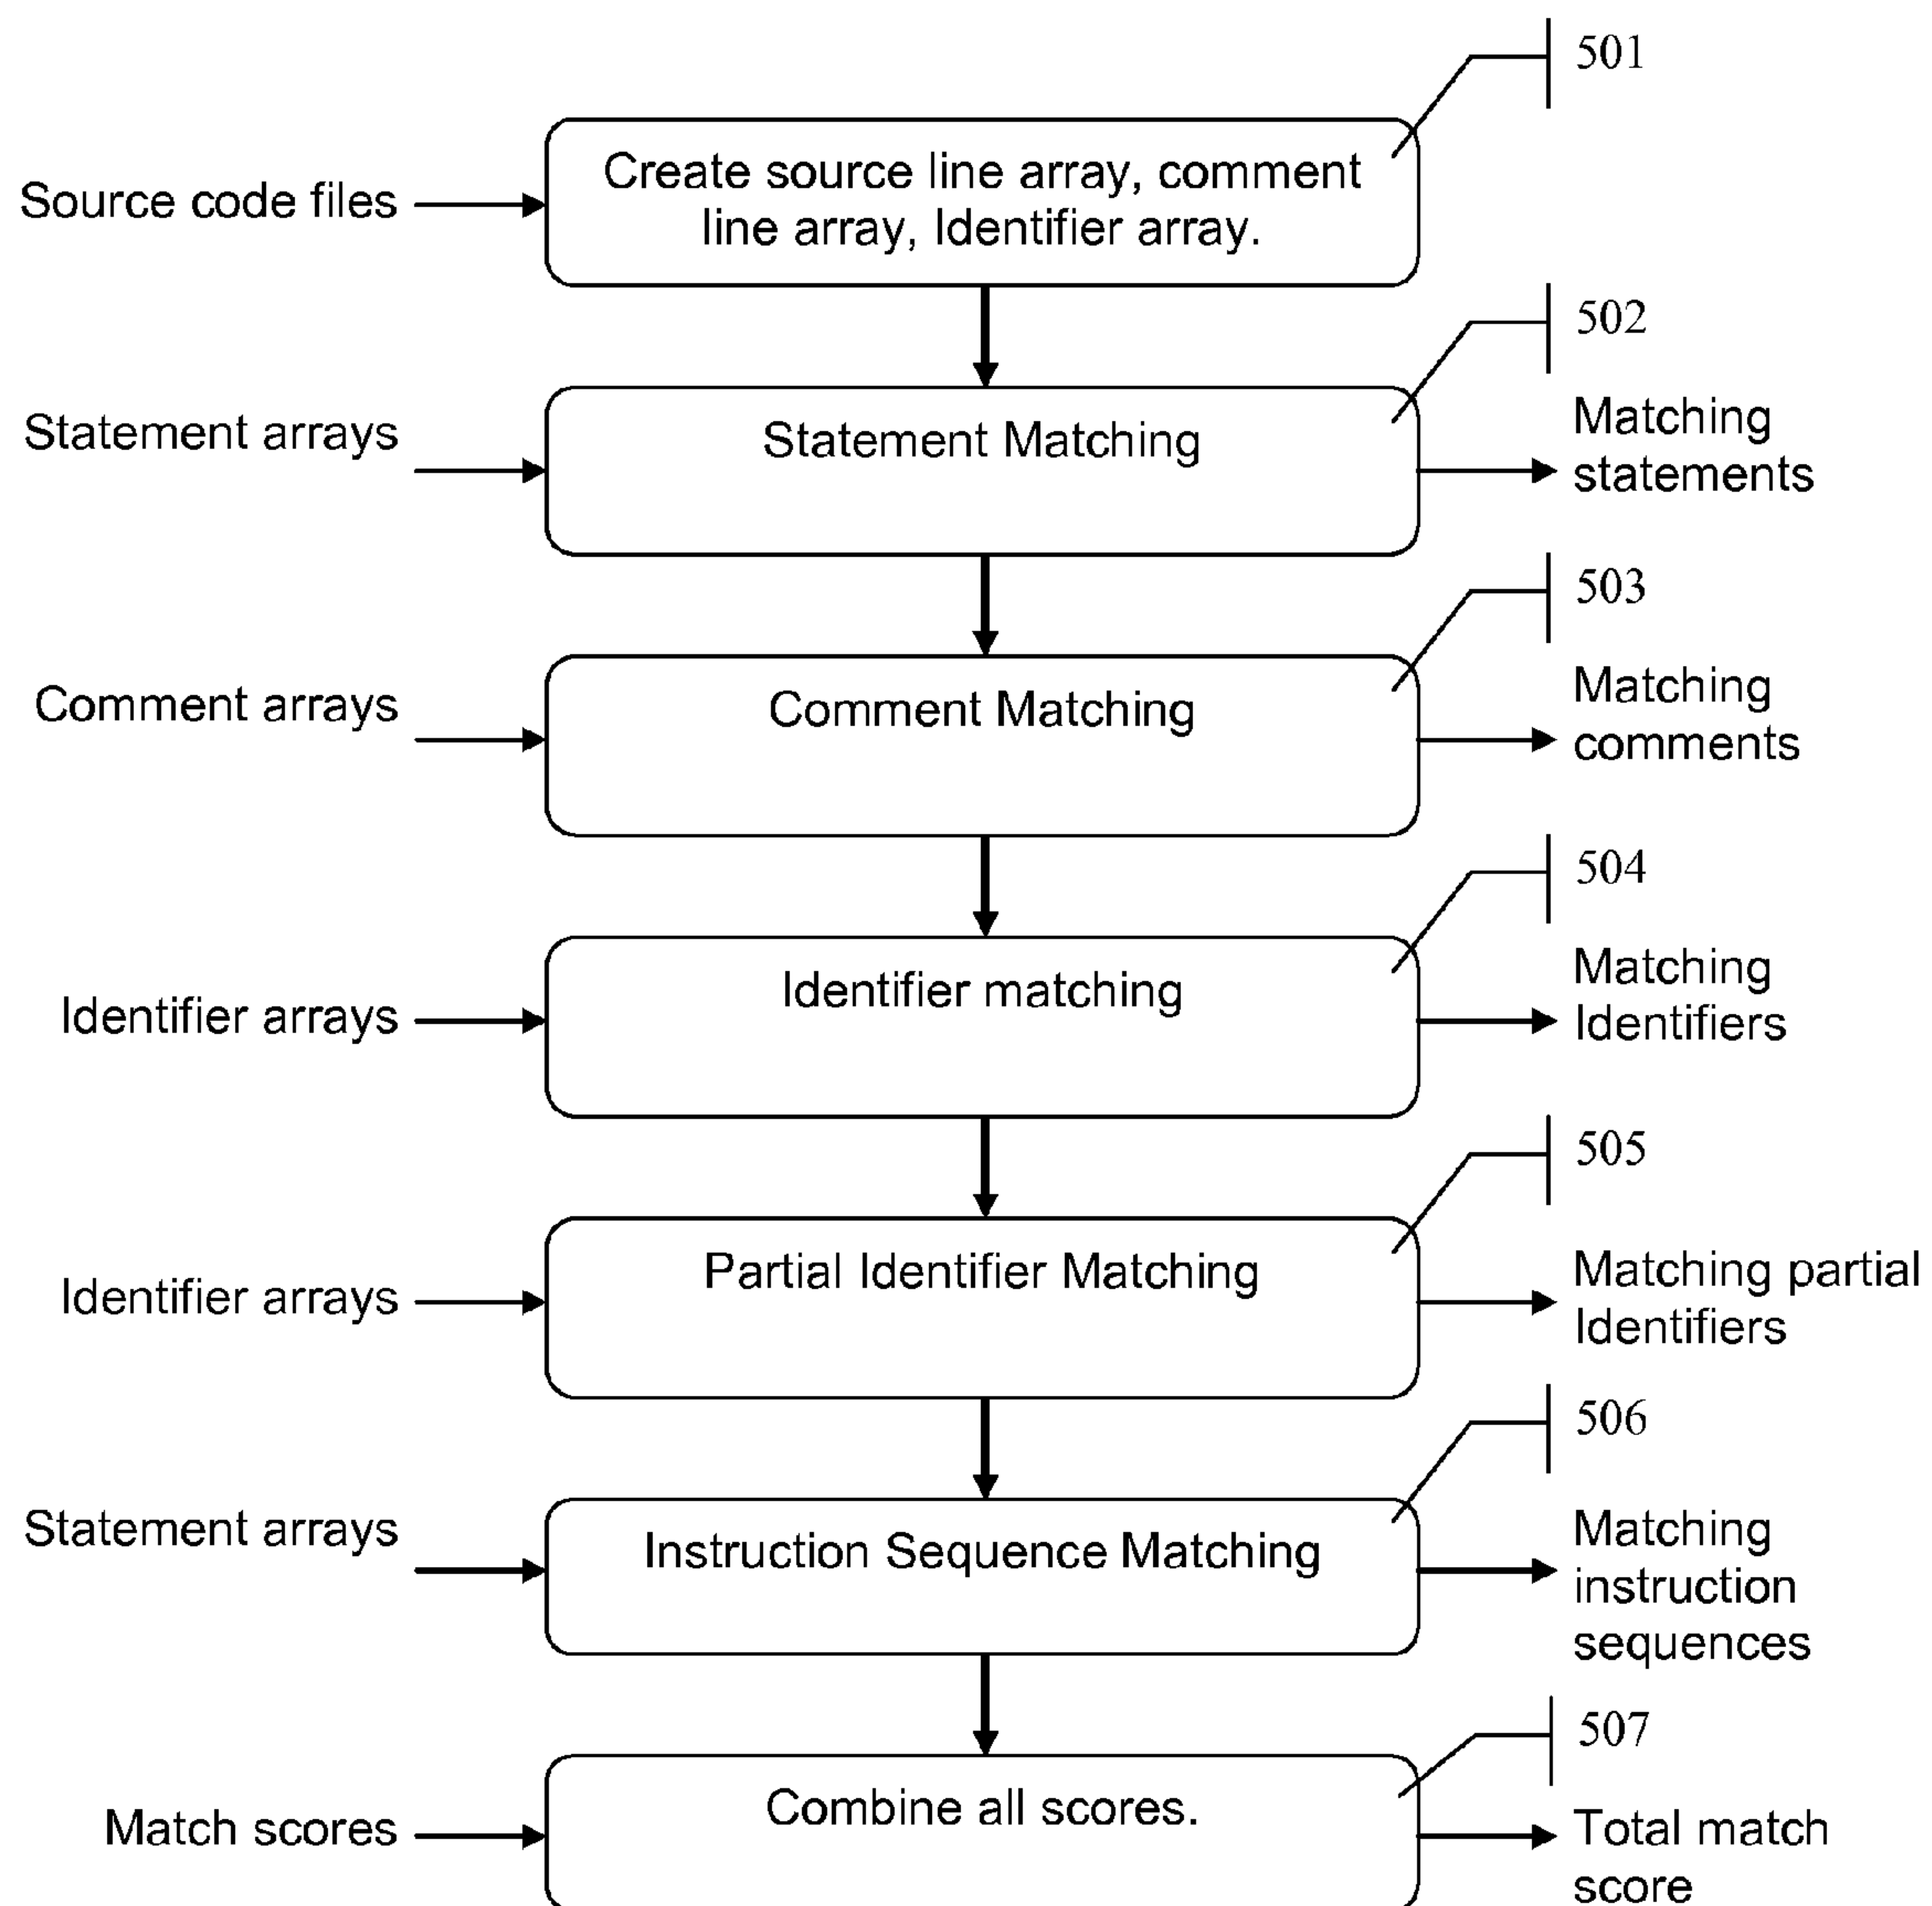 501
Source code files
Create source line array, comment
line array, Identifier array.
502
Statement arrays
Statement Matching
Matching
statements
503
Comment arrays
Comment Matching
Matching
comments
504
Identifier arrays
Identifier matching
Matching
Identifiers
505
Identifier arrays
Partial Identifier Matching
Matching partial
Identifiers
506
Statement arrays
Instruction Sequence Matching
Matching
instruction
sequences
507
Match scores
Combine all scores.
Total match
score